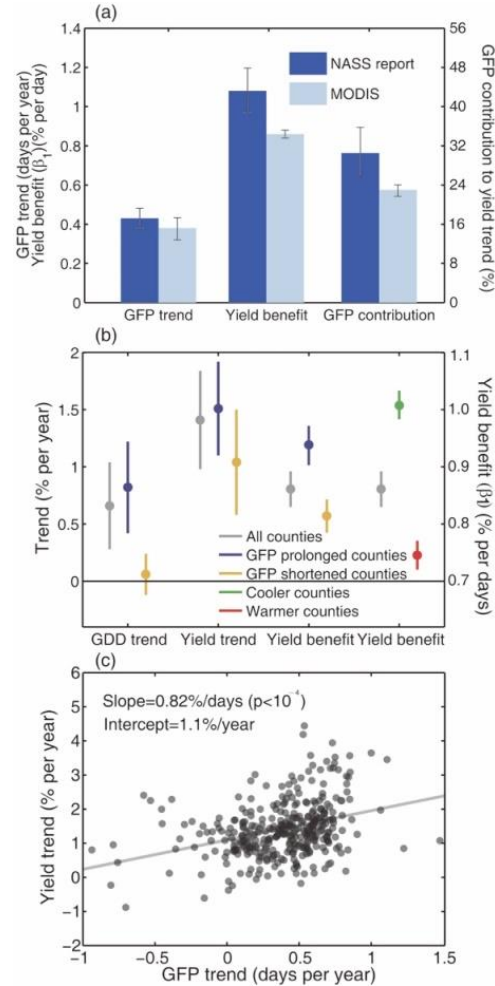 (a)
GFP trend (days per year)
Yield benefit (β1)(% per day)
1.4
1.2
1
0.8
0.6
0.4
0.2
0
NASS report
MODIS
56
48
40
32
24
16
8
0
GFP contribution to
yield trend (%)
GFP trend Yield benefit GFP contribution
(b)
Trend (% per year)
2
1.5
1
0.5
0
All counties
GFP prolonged counties
GFP shortened counties
Cooler counties
Warmer counties
1.1
1.0
0.9
0.8
0.7
Yield benefit (β1) (% per days)
GDD trend Yield trend Yield benefit Yield benefit
(c)
Yield trend (% per year)
6
5
4
3
2
1
0
−1
−2
Slope=0.82%/days (p<10⁻⁴)
Intercept=1.1%/year
−1 −0.5 0 0.5 1 1.5
GFP trend (days per year)